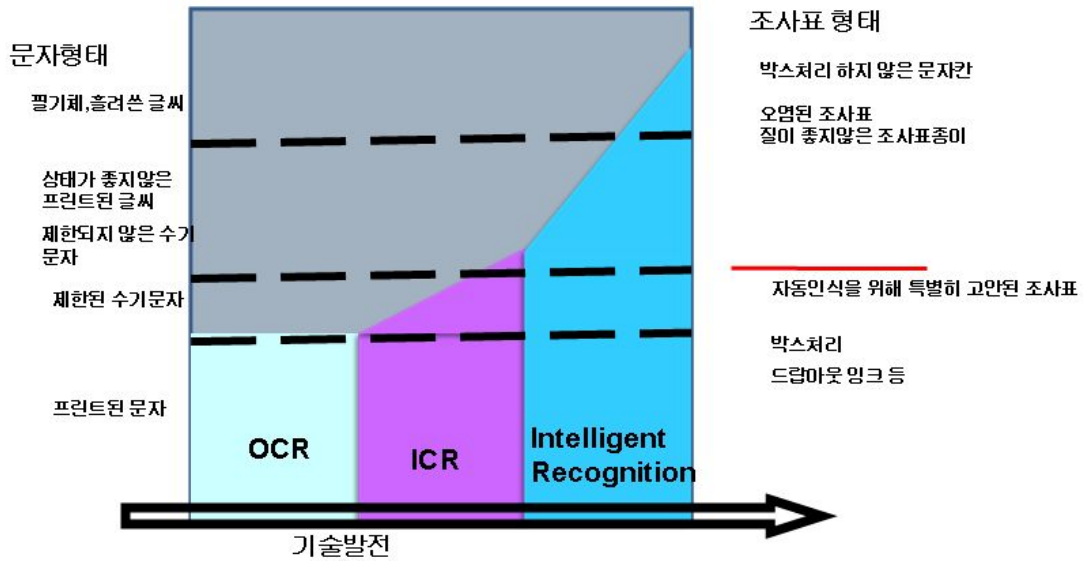 조사표 형태
문자형태
박스처리 하지 않은 문자칸
필기체,흘려쓴 글씨
오염된 조사표
질이 좋지않은 조사표종이
상태가 좋지않은
프린트된 글씨
제한되지 않은 수기
문자
제한된 수기문자
자동인식을 위해 특별히 고안된 조사표
박스처리
드랍아웃 잉크 등
프린트된 문자
OCR
ICR
Intelligent
Recognition
기술발전